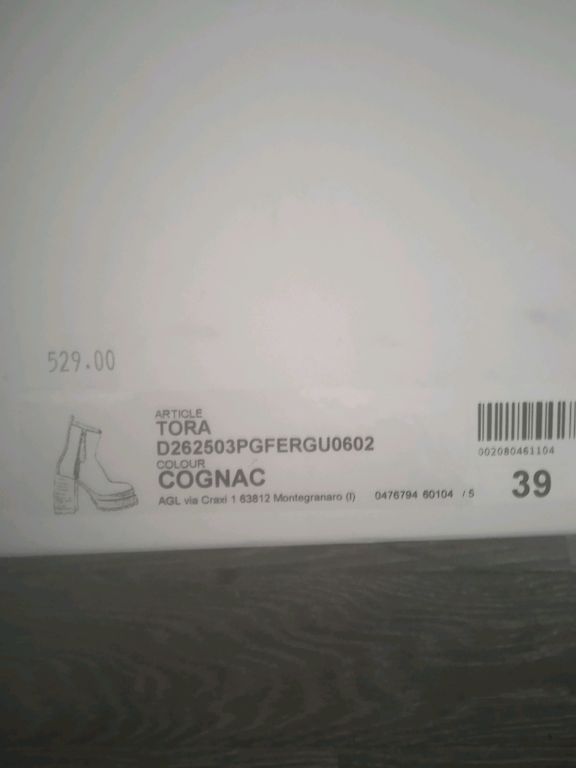 529.00
ARTICLE
TORA
D262503PGFERGU0602
COLOUR
COGNAC
AGL via Craxi 1 63812 Montegranaro (I) 0476794 60104 / 5
002080461104
39